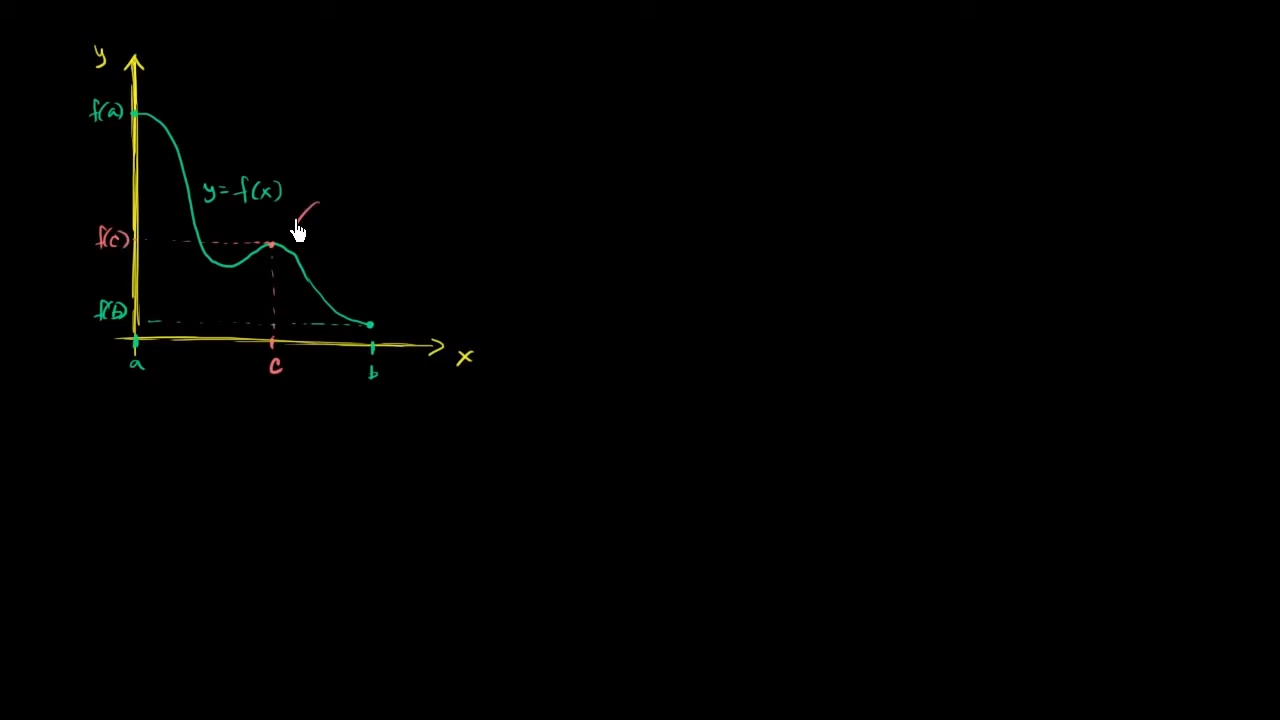 y
f(a)
y = f(x)
f(c)
f(b)
a
c
b
x